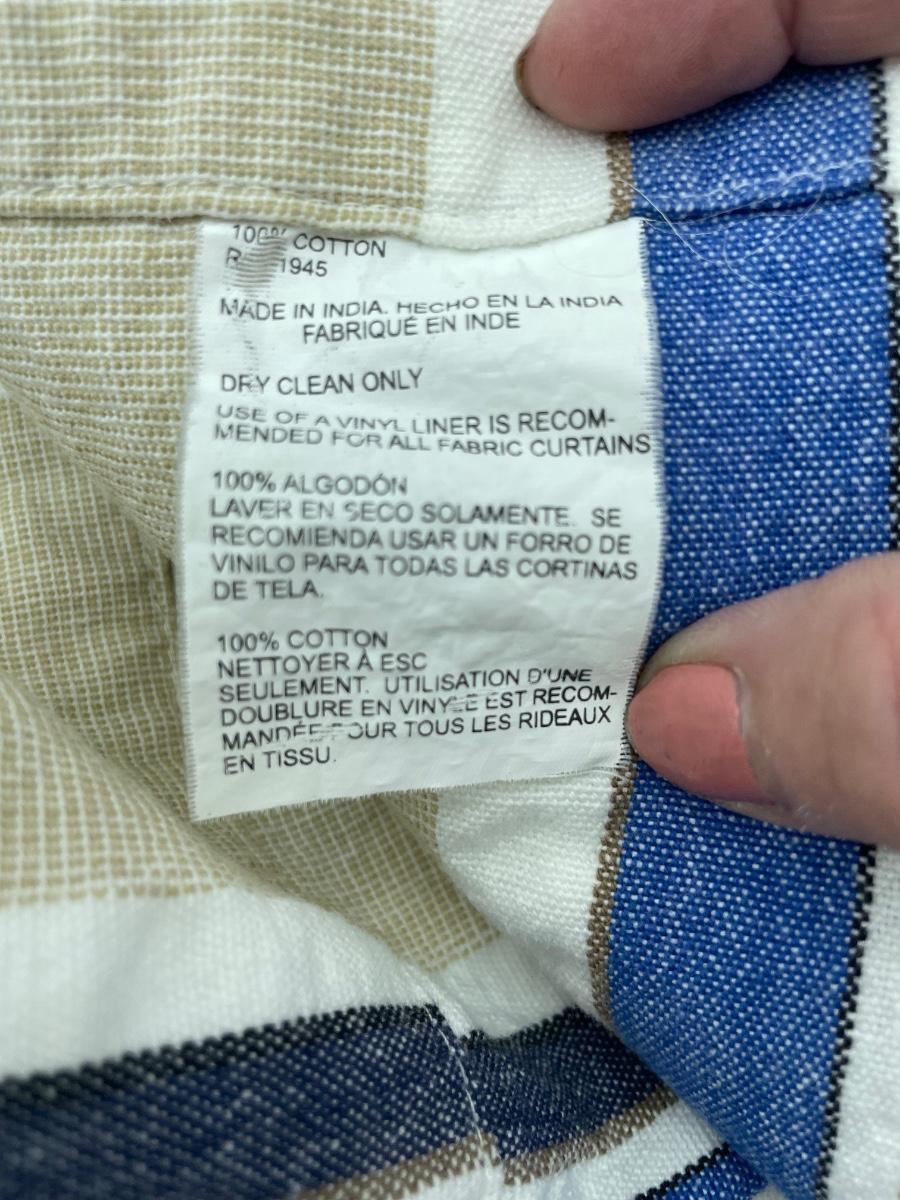 100% COTTON
1945
MADE IN INDIA. HECHO EN LA INDIA
FABRIQUÉ EN INDE
DRY CLEAN ONLY
USE OF A VINYL LINER IS RECOM-
MENDED FOR ALL FABRIC CURTAINS
100% ALGODÓN
LAVER EN SECO SOLAMENTE. SE
RECOMIENDA USAR UN FORRO DE
VINILO PARA TODAS LAS CORTINAS
DE TELA.
100% COTTON
NETTOYER À ESC
SEULEMENT. UTILISATION D'UNE
DOUBLURE EN VINYLE EST RECOM-
MANDÉE POUR TOUS LES RIDEAUX
EN TISSU.